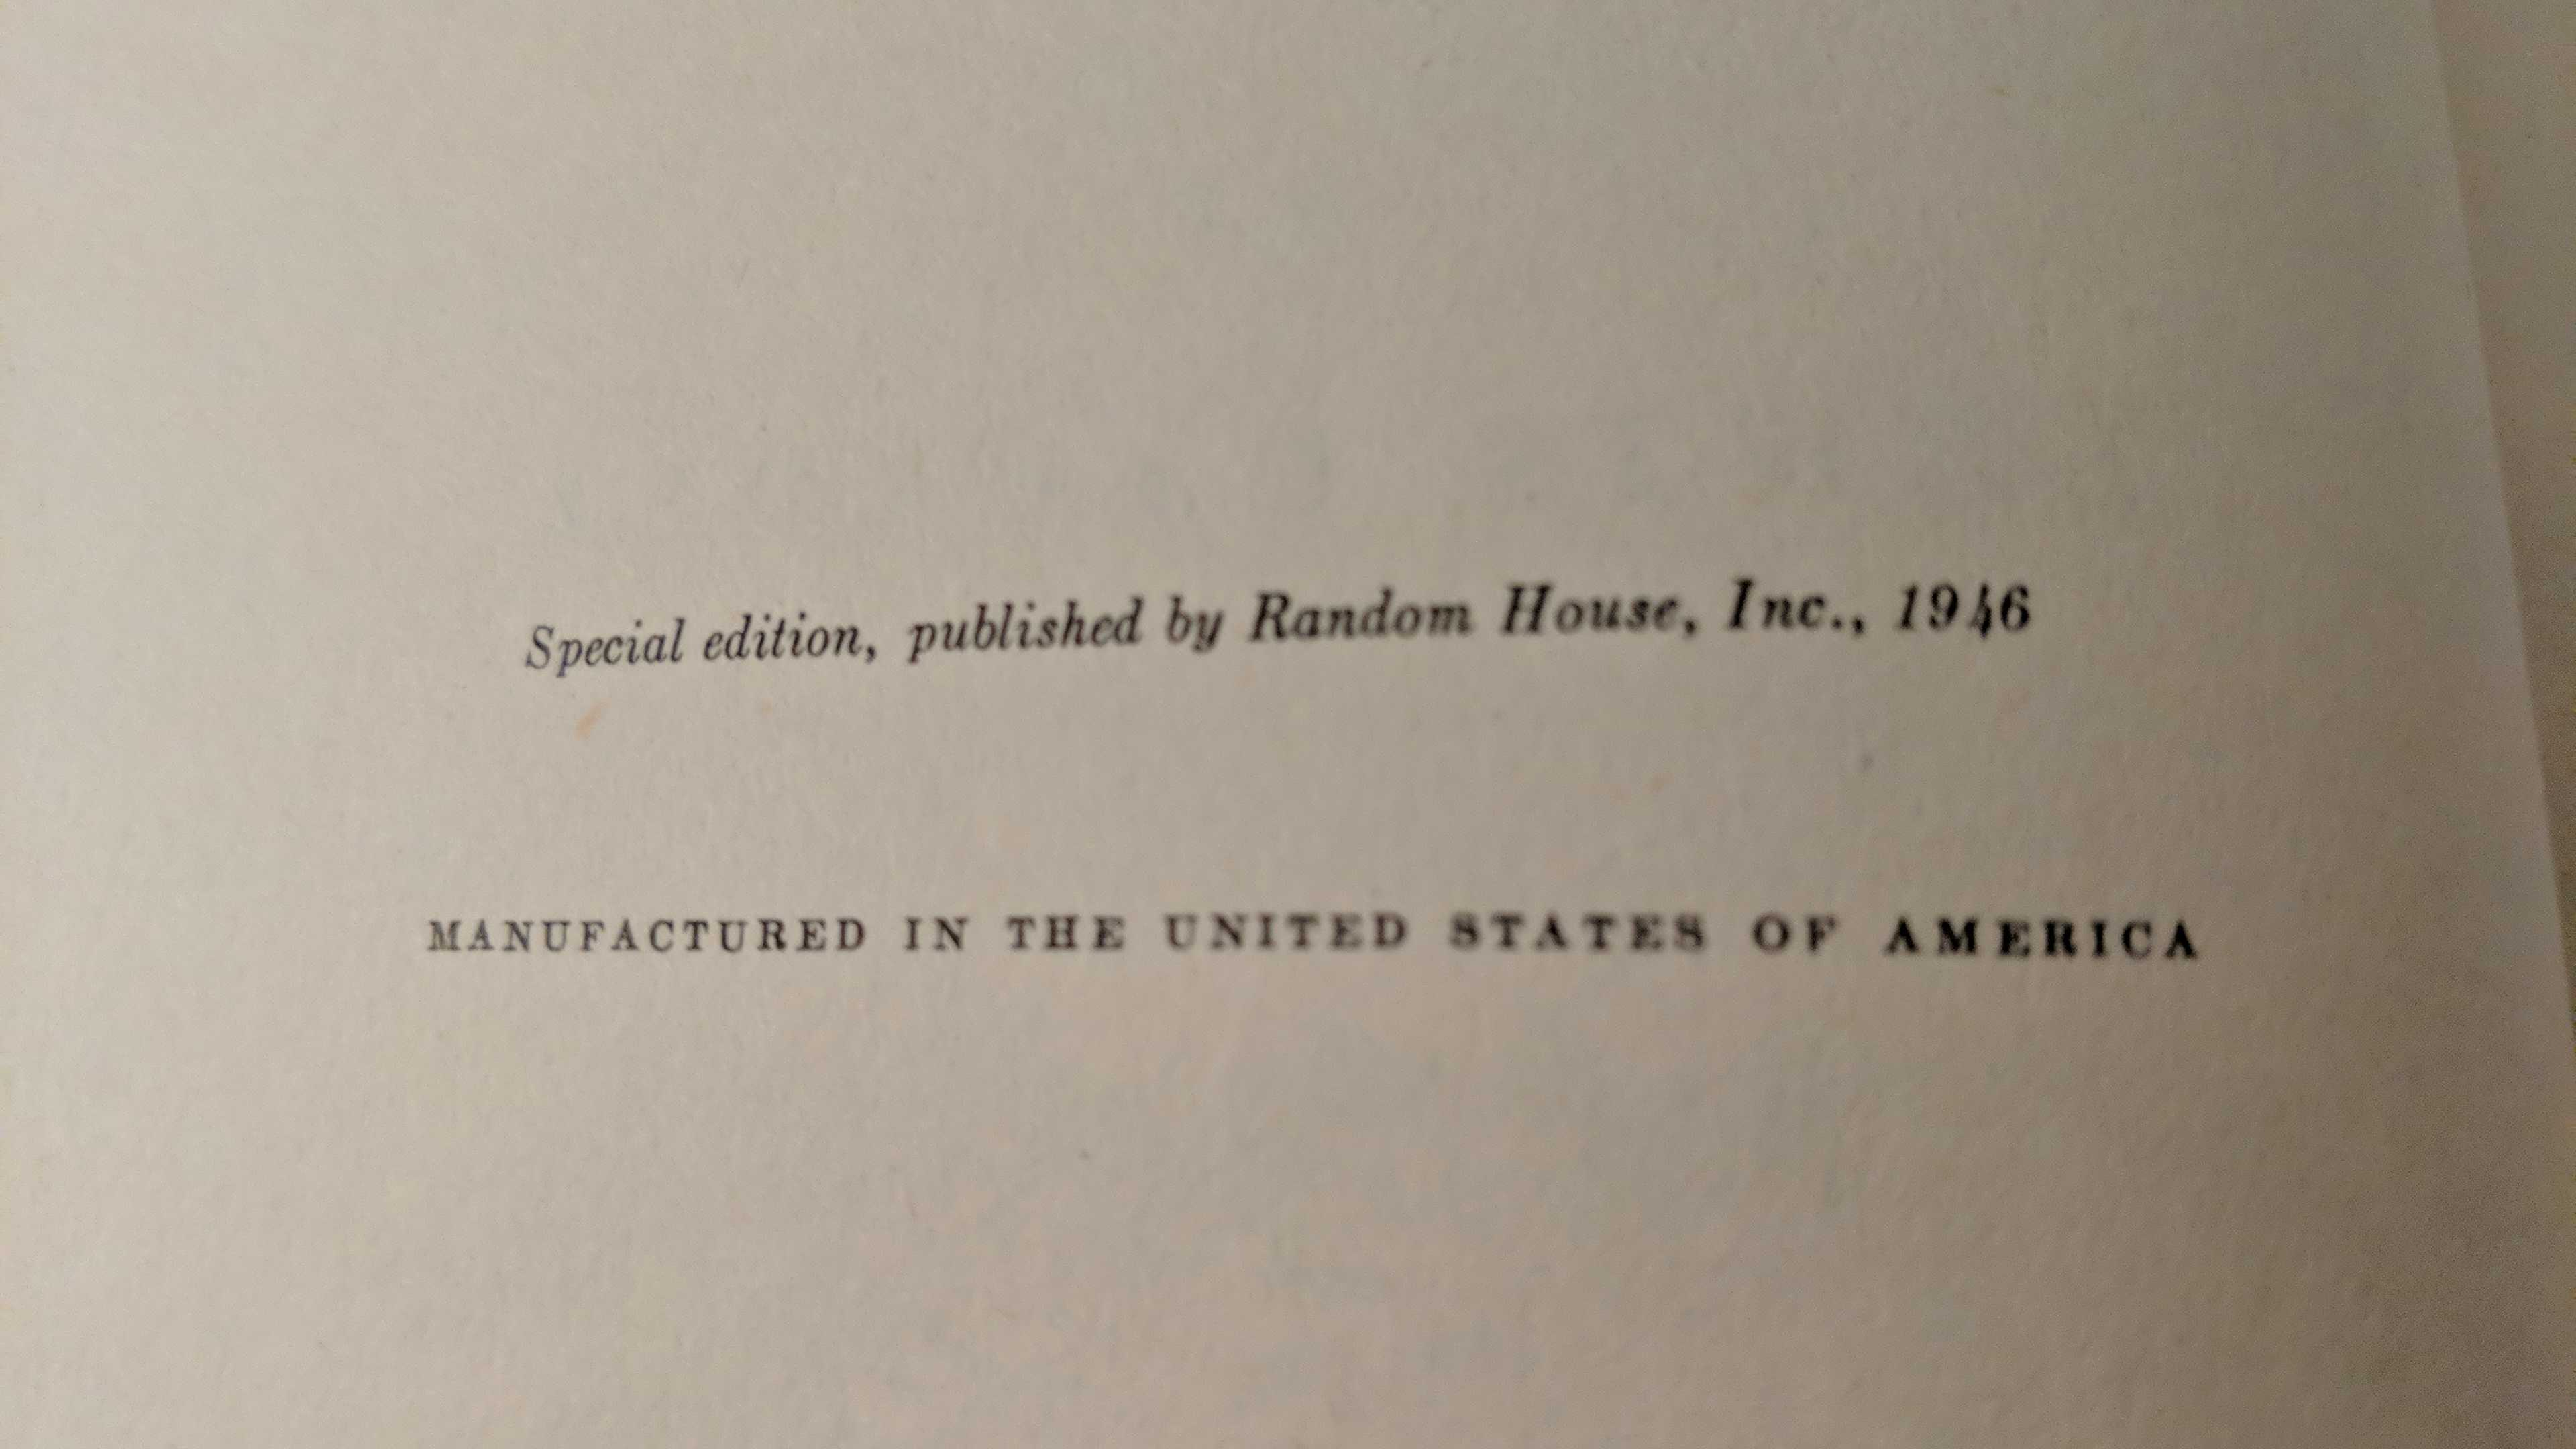 Special edition, published by Random House, Inc., 1946
MANUFACTURED IN THE UNITED STATES OF AMERICA